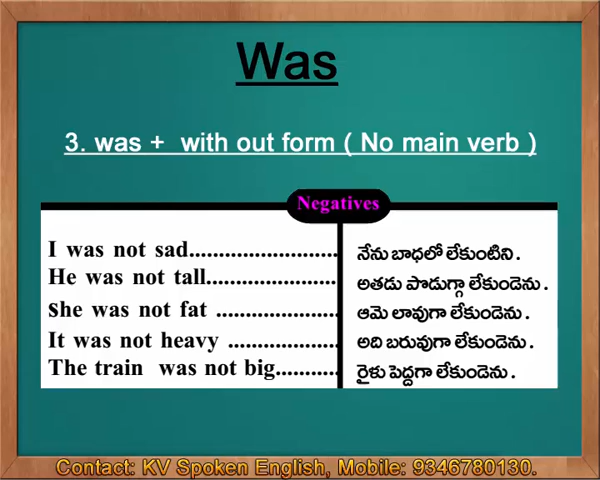 Was
3. was + with out form ( No main verb )
Negatives
I was not sad......................... నేను బాధలో లేకుంటిని .
He was not tall...................... అతడు పొడుగ్గా లేకుండెను .
She was not fat ..................... ఆమె లావుగా లేకుండెను .
It was not heavy ................... అది బరువుగా లేకుండెను .
The train was not big........... రైళు పెద్దగా లేకుండెను .
Contact: KV Spoken English, Mobile: 9346780130.